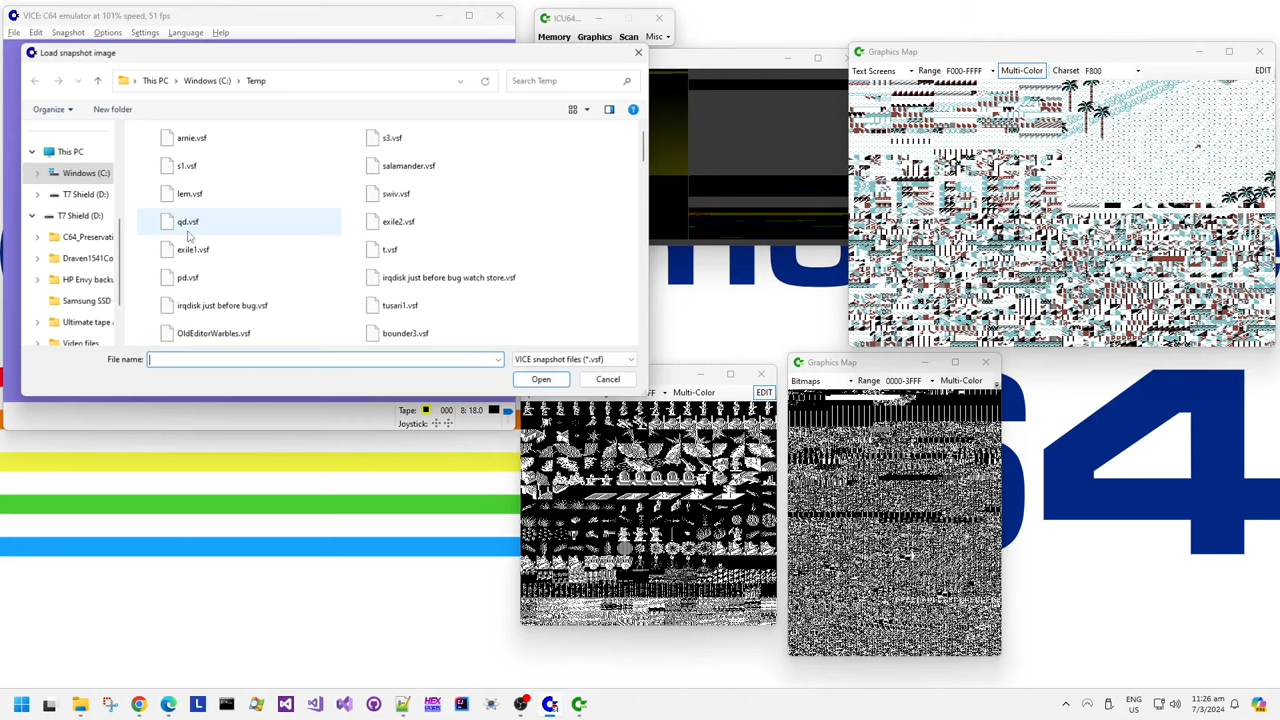 VICE: C64 emulator at 101% speed, 51 fps
File Edit Snapshot Options Settings Language Help
Load snapshot image
This PC Windows (C:) Temp
Search Temp
Organize New folder
This PC
Windows (C:)
T7 Shield (D:)
T7 Shield (D:)
C64_Preservati
Draven1541Co
HP Envy backu
Samsung SSD
Ultimate tape a
Video files
arnie.vsf
s3.vsf
s1.vsf
salamander.vsf
lem.vsf
swiv.vsf
qd.vsf
exile2.vsf
exile1.vsf
t.vsf
pd.vsf
irqdisk just before bug watch store.vsf
irqdisk just before bug.vsf
tusari1.vsf
OldEditorWarbles.vsf
bounder3.vsf
File name:
VICE snapshot files (*.vsf)
Open Cancel
Tape: 000 8: 18.0
Joystick:
ICU64...
Memory Graphics Scan Misc
Graphics Map
Text Screens Range F000-FFFF Multi-Color Charset F800 EDIT
FF Multi-Color EDIT
Graphics Map
Bitmaps Range 0000-3FFF Multi-Color
64
ENG
US
11:26 am
7/3/2024